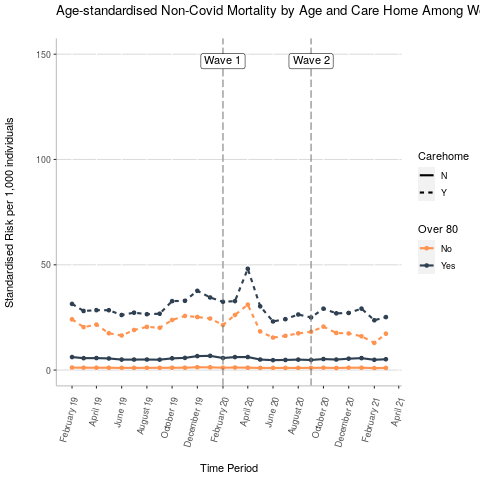 Age-standardised Non-Covid Mortality by Age and Care Home Among W
Standardised Risk per 1,000 individuals
150
100
50
0
Wave 1
Wave 2
February 19
April 19
June 19
August 19
October 19
December 19
February 20
April 20
June 20
August 20
October 20
December 20
February 21
April 21
Time Period
Carehome
N
Y
Over 80
No
Yes